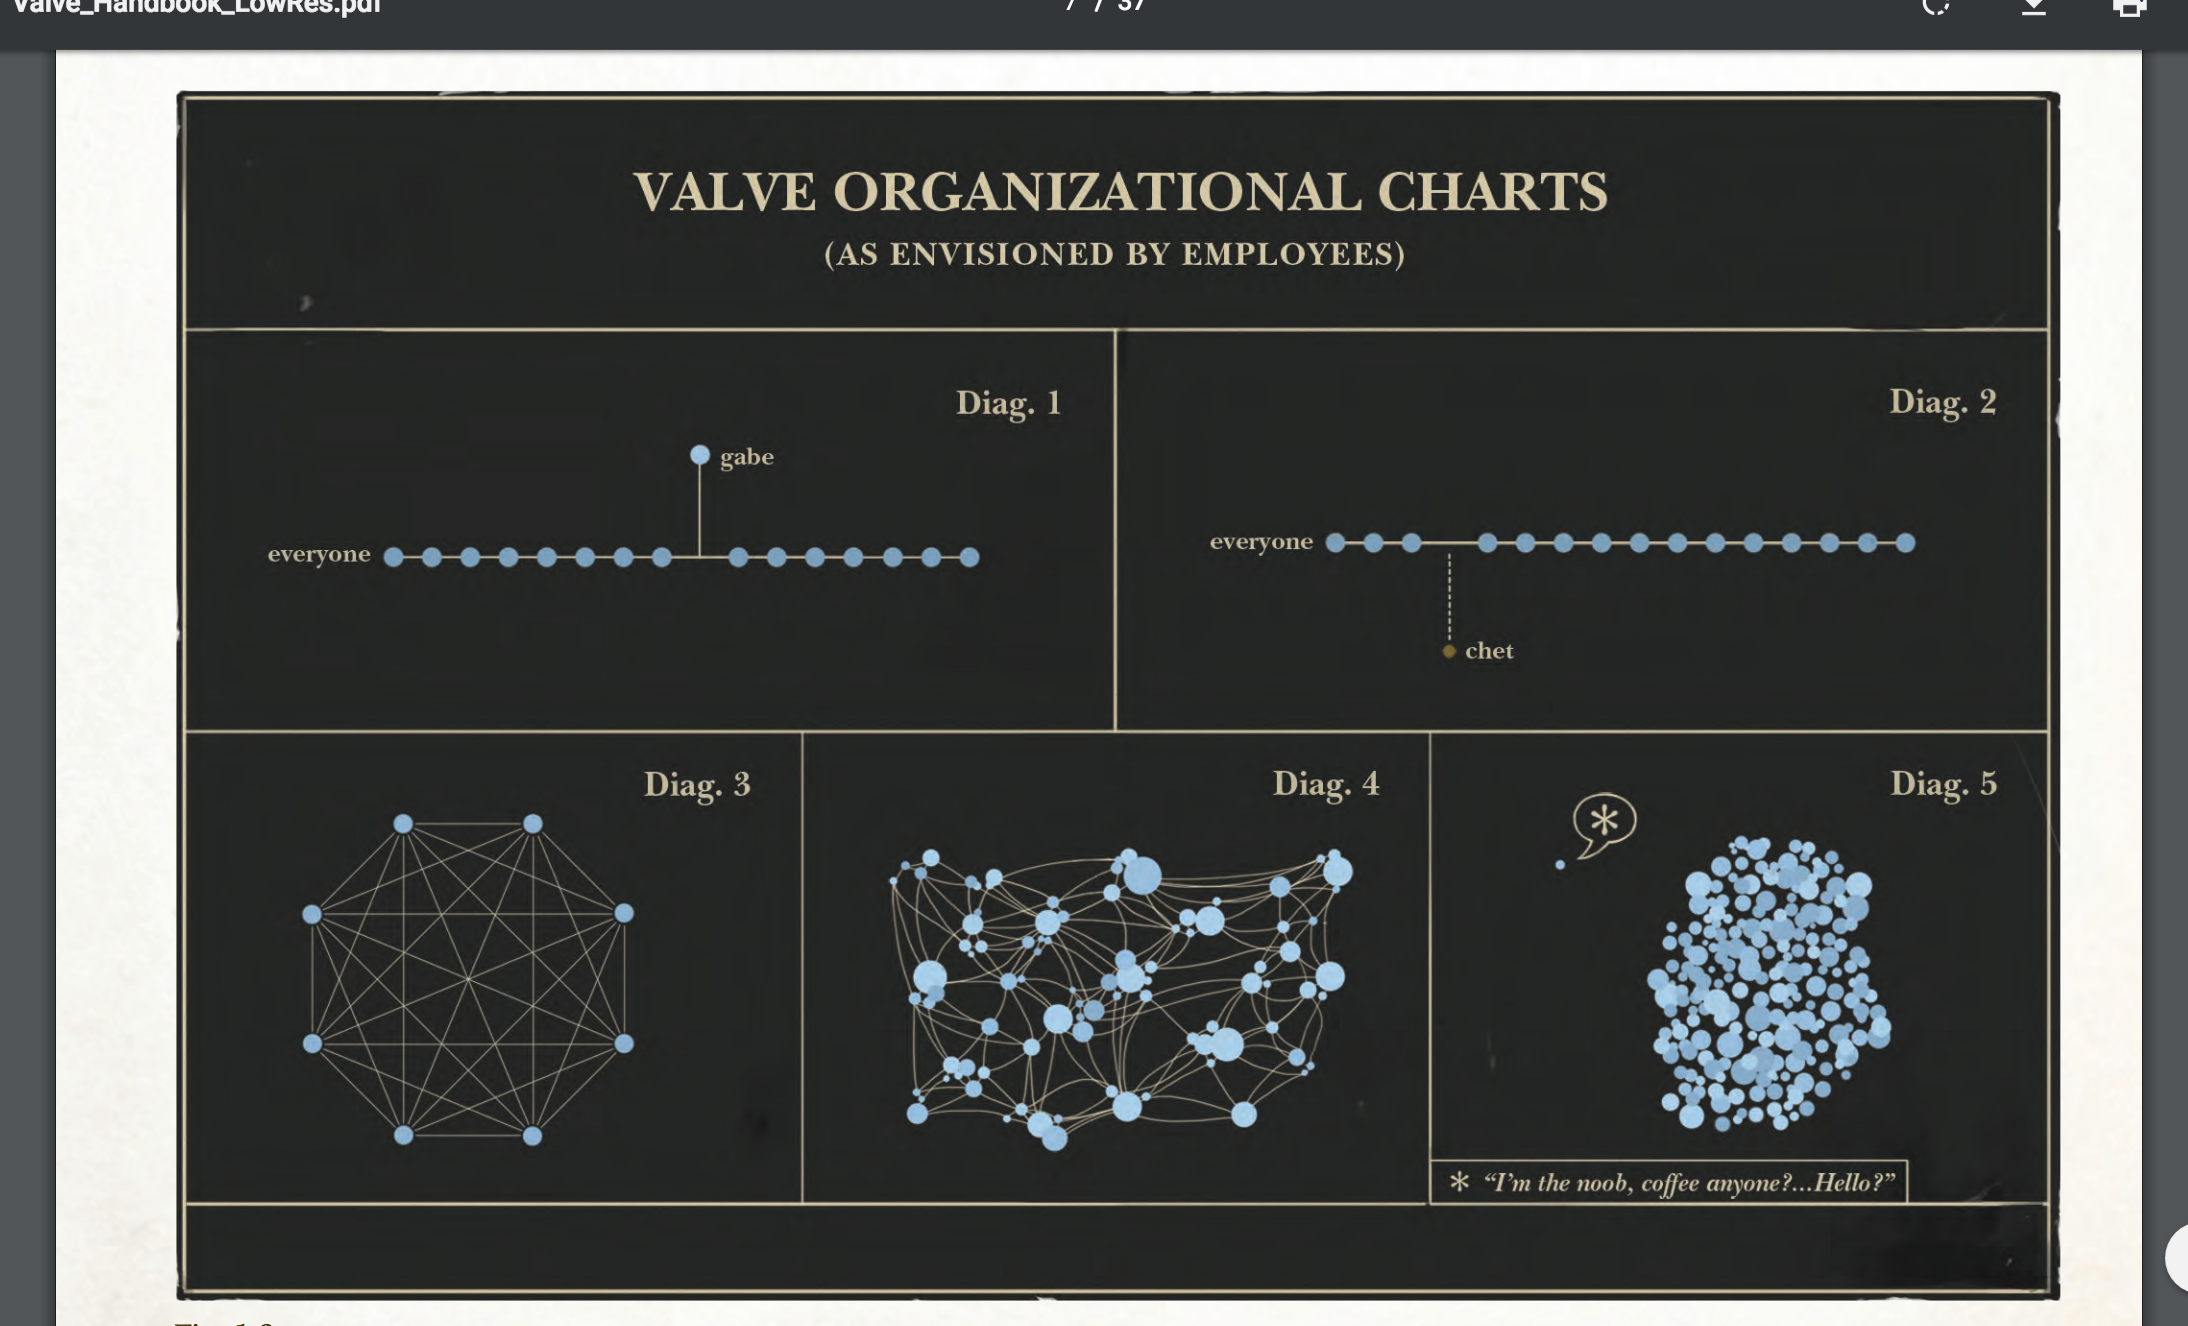 Valve_Handbook_LowRes.pdf
7 / 37
VALVE ORGANIZATIONAL CHARTS
(AS ENVISIONED BY EMPLOYEES)
Diag. 1
gabe
everyone
Diag. 2
everyone
chet
Diag. 3
Diag. 4
Diag. 5
*
* “I’m the noob, coffee anyone?...Hello?”